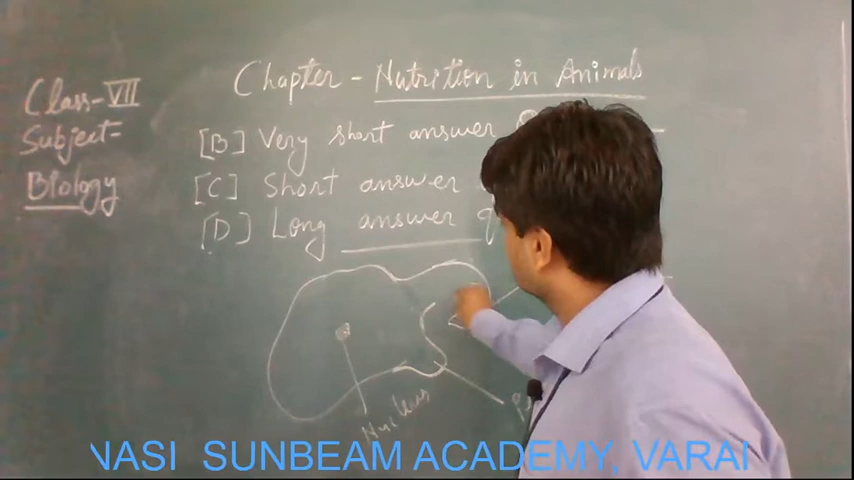 Class-VII
Subject-
Biology
Chapter - Nutrition in Animals
[B] Very short answer
[C] Short answer
[D] Long answer q
Nucleus
NASI SUNBEAM ACADEMY, VARAI